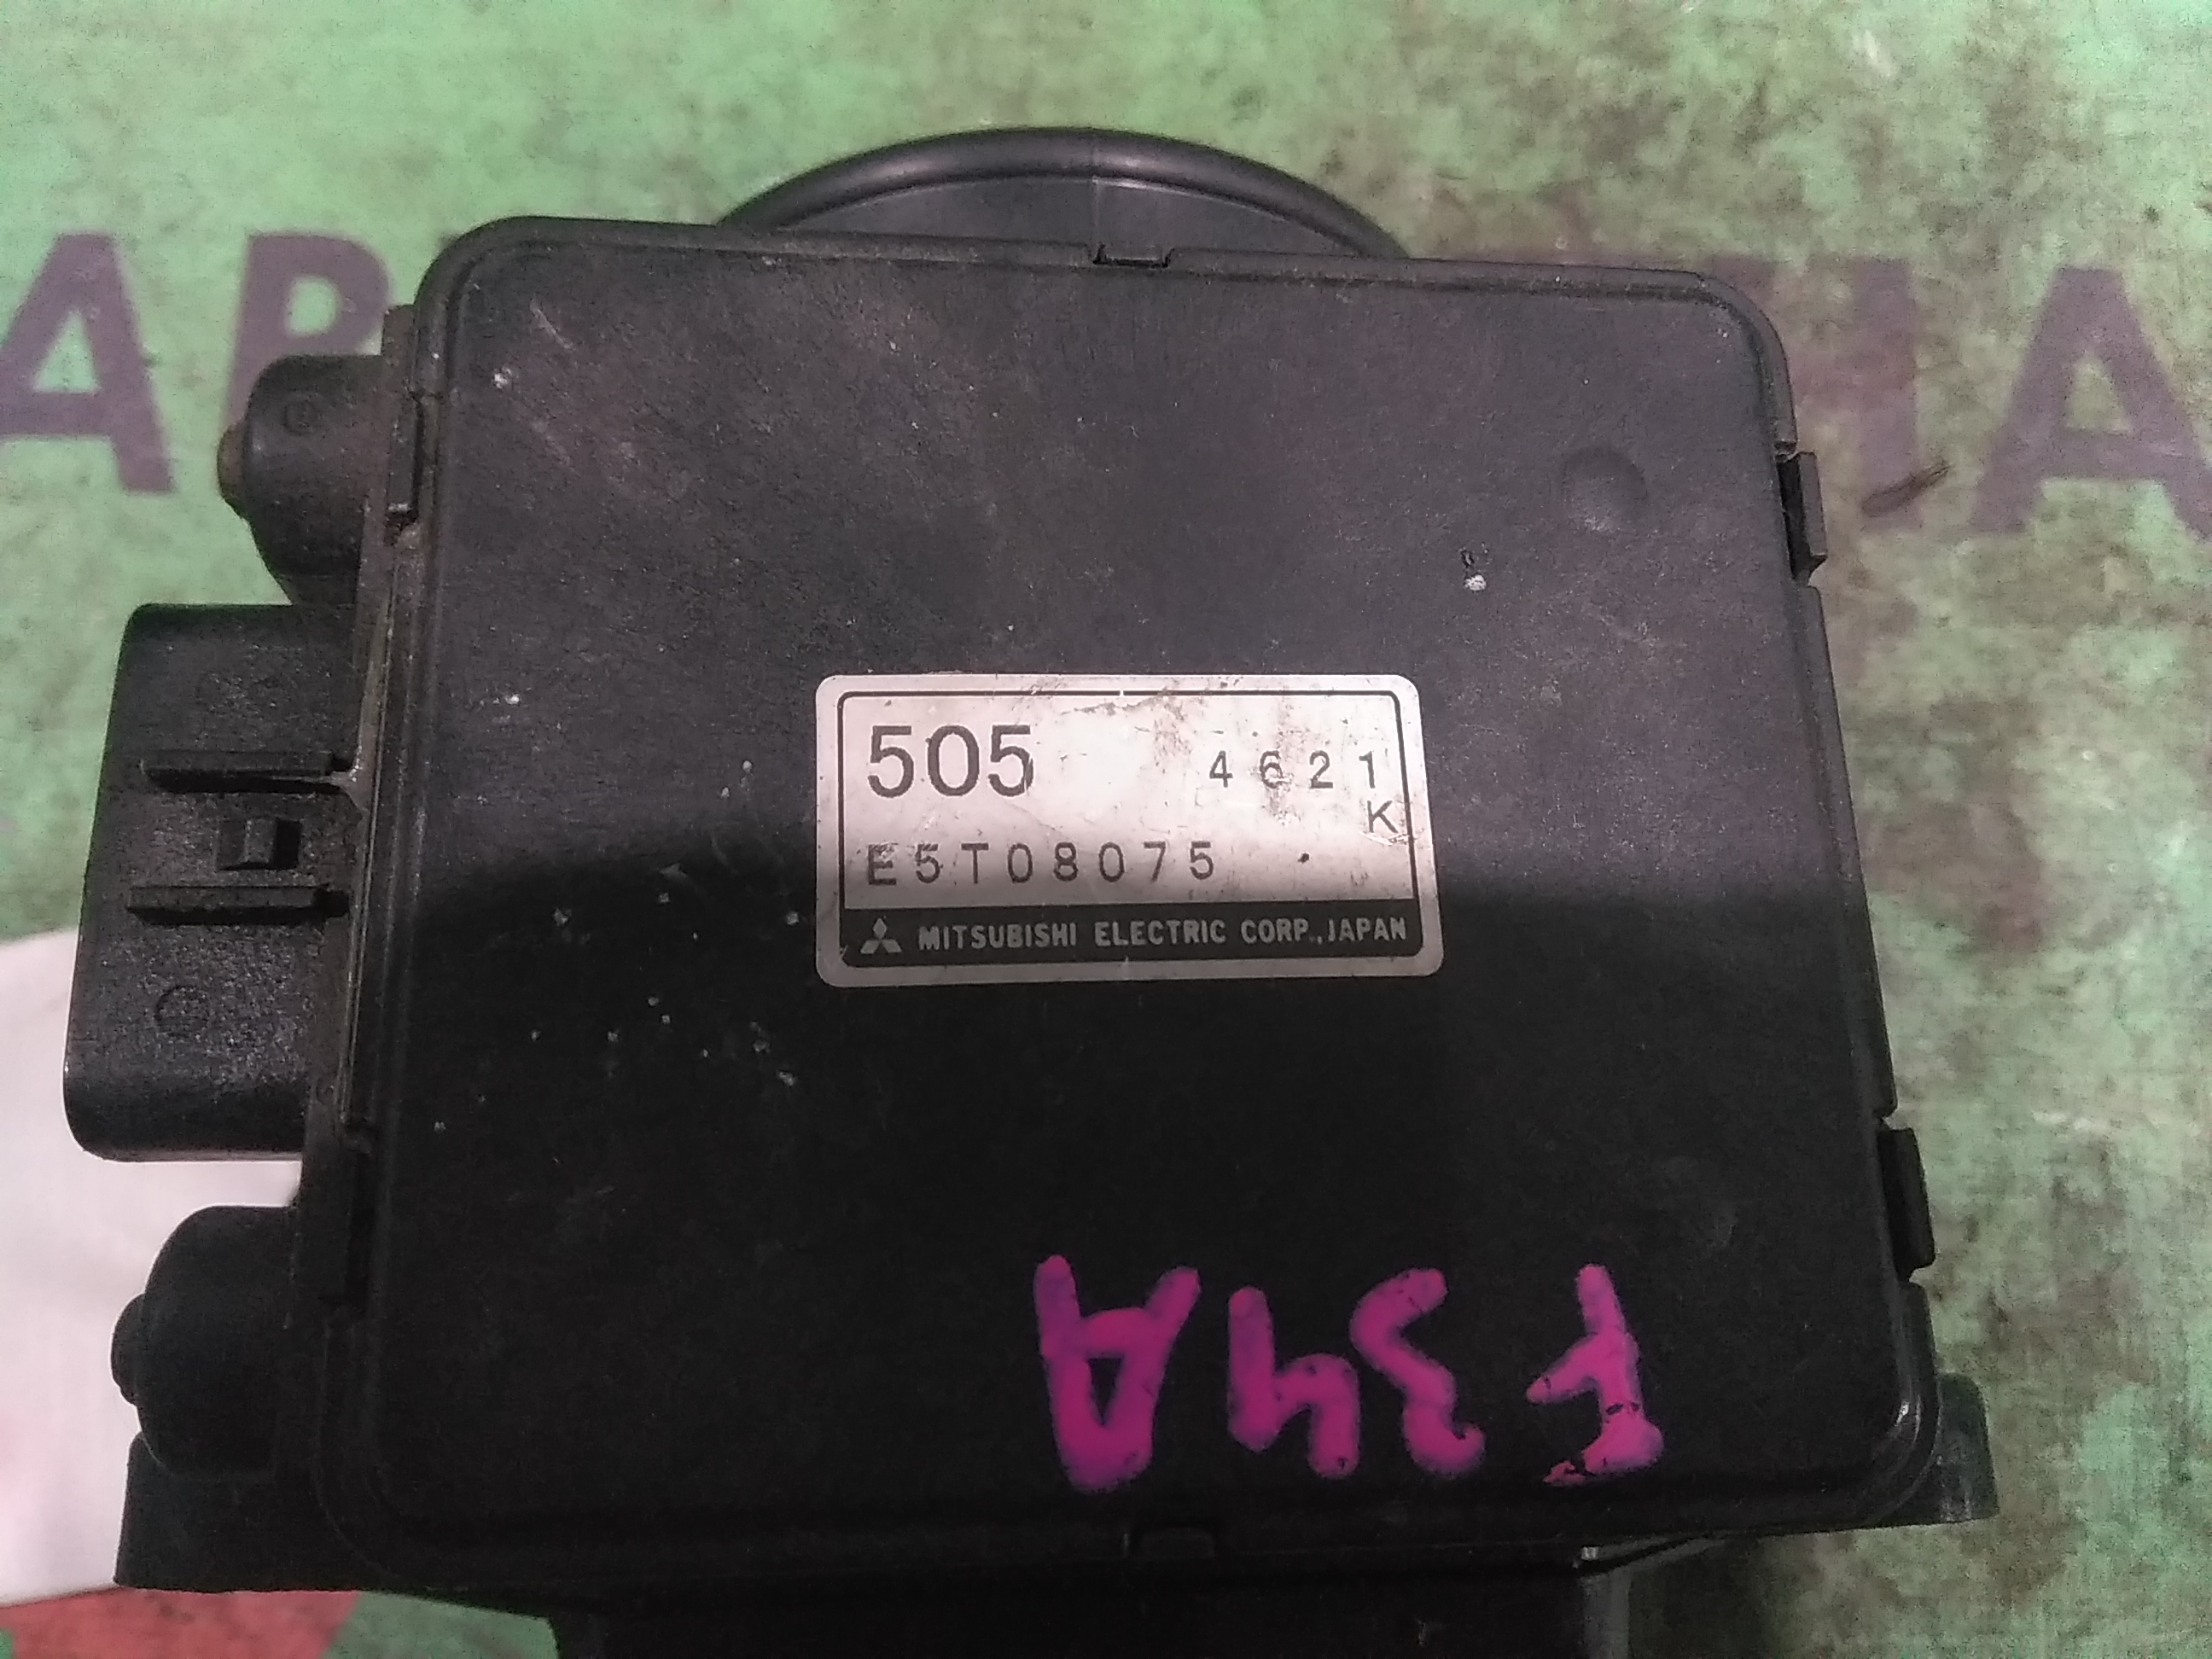 505 4621
K
E5T08075
MITSUBISHI ELECTRIC CORP., JAPAN
F34A